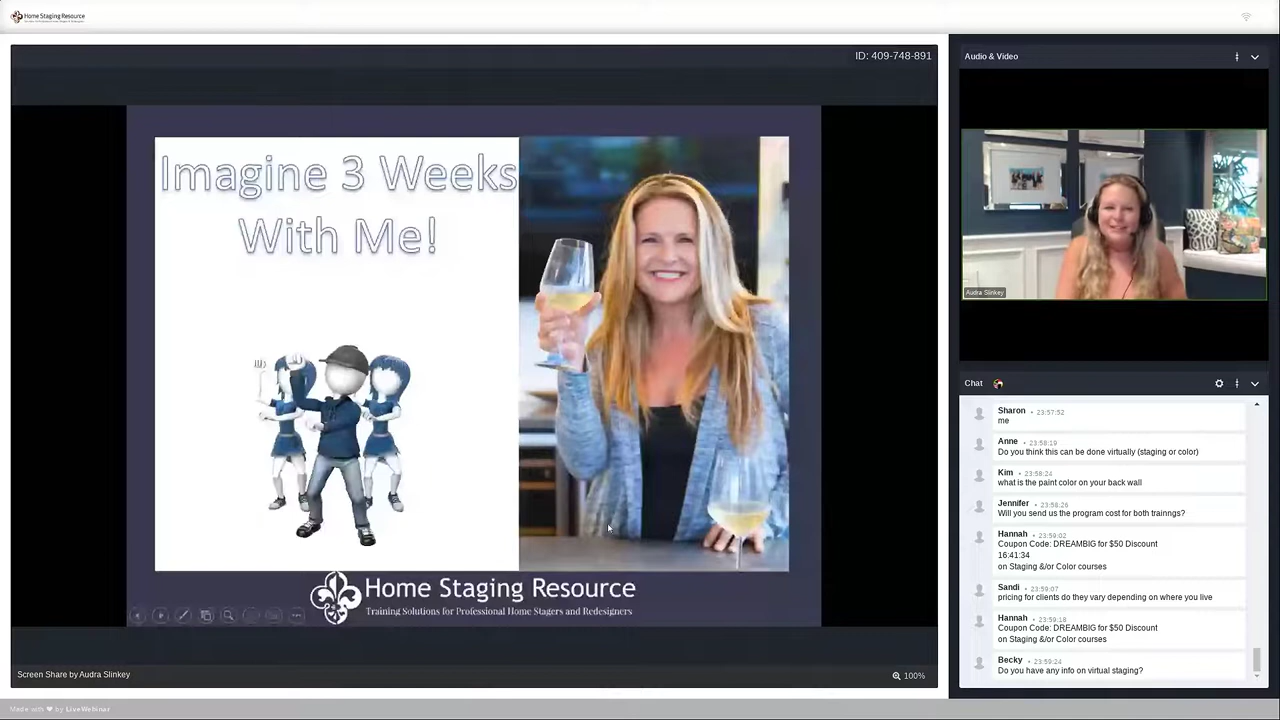 Home Staging Resource
ID: 409-748-891
Imagine 3 Weeks
With Me!
Home Staging Resource
Training Solutions for Professional Home Stagers and Redesigners
Screen Share by Audra Slinkey
100%
Audio & Video
Audra Slinkey
Chat
Sharon • 23:57:52
me
Anne • 23:58:19
Do you think this can be done virtually (staging or color)
Kim • 23:58:24
what is the paint color on your back wall
Jennifer • 23:58:26
Will you send us the program cost for both trainngs?
Hannah • 23:59:02
Coupon Code: DREAMBIG for $50 Discount
16:41:34
on Staging &/or Color courses
Sandi • 23:59:07
pricing for clients do they vary depending on where you live
Hannah • 23:59:18
Coupon Code: DREAMBIG for $50 Discount
on Staging &/or Color courses
Becky • 23:59:24
Do you have any info on virtual staging?
Made with ♥ by LiveWebinar